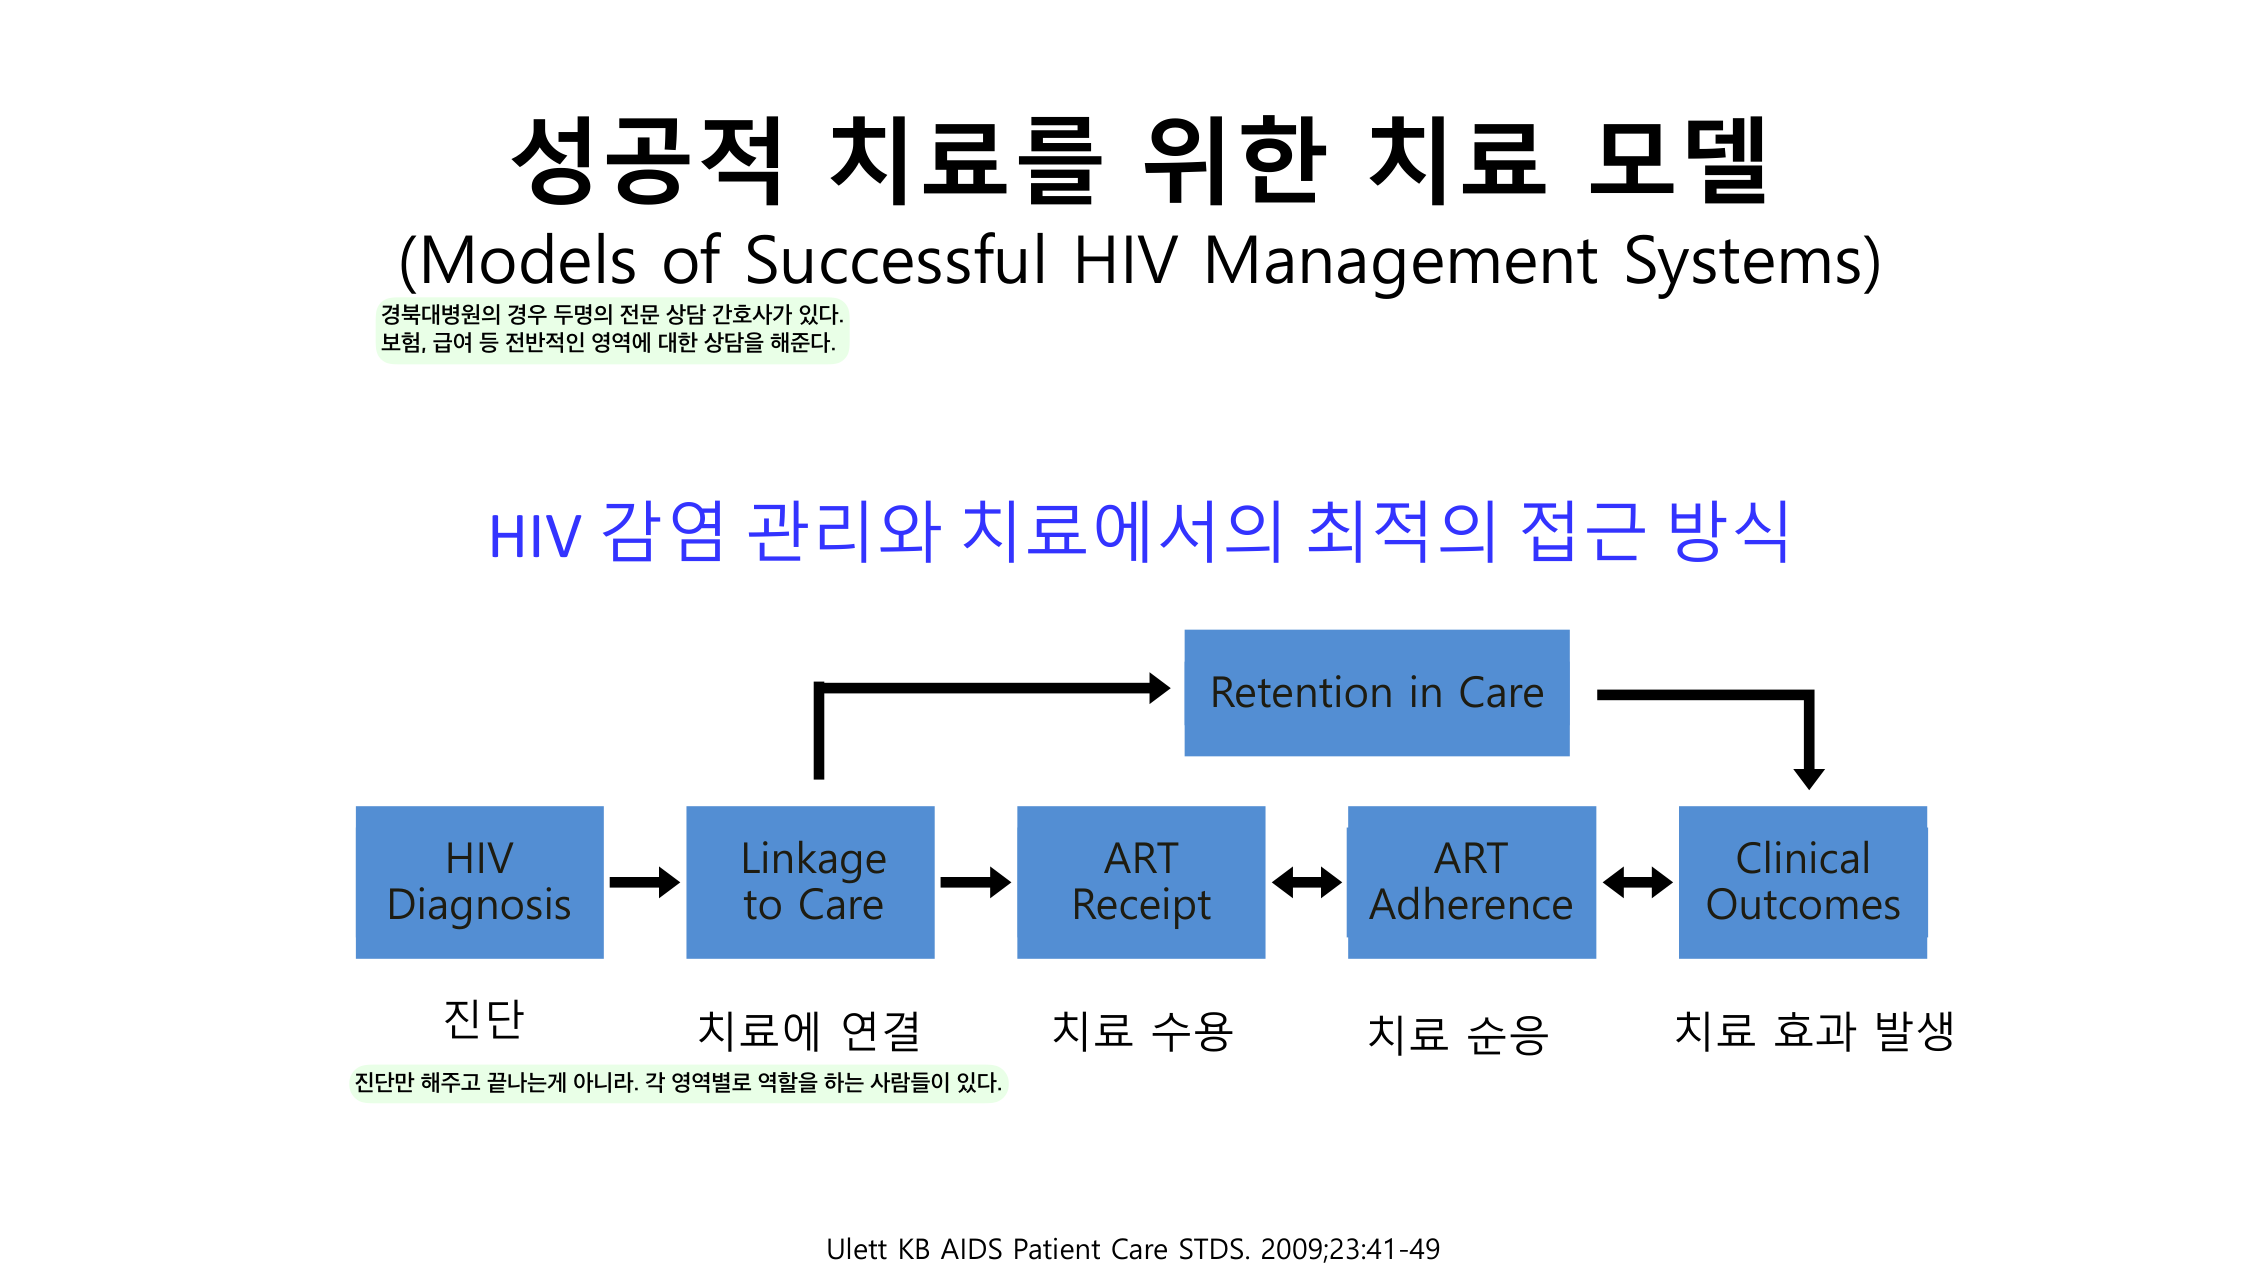 성공적 치료를 위한 치료 모델
(Models of Successful HIV Management Systems)
경북대병원의 경우 두명의 전문 상담 간호사가 있다.
보험, 급여 등 전반적인 영역에 대한 상담을 해준다.
HIV 감염 관리와 치료에서의 최적의 접근 방식
Retention in Care
HIV
Diagnosis
Linkage
to Care
ART
Receipt
ART
Adherence
Clinical
Outcomes
진단
치료에 연결
치료 수용
치료 순응
치료 효과 발생
진단만 해주고 끝나는게 아니라. 각 영역별로 역할을 하는 사람들이 있다.
Ulett KB AIDS Patient Care STDS. 2009;23:41-49